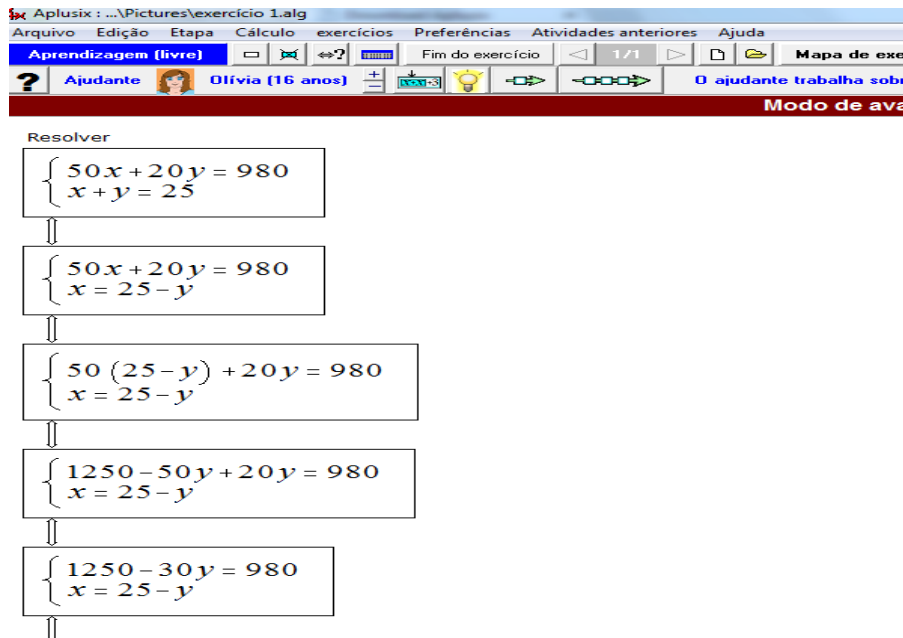 Aplusix : ...\Pictures\exercício 1.alg
Arquivo Edição Etapa Cálculo exercícios Preferências Atividades anteriores Ajuda
Aprendizagem (livre) ⇔? Fim do exercício 1/1 Mapa de exe
? Ajudante Olívia (16 anos) + − O ajudante trabalha sobr
Modo de ava
Resolver
50x + 20y = 980
x + y = 25
50x + 20y = 980
x = 25 − y
50 (25 − y) + 20y = 980
x = 25 − y
1250 − 50y + 20y = 980
x = 25 − y
1250 − 30y = 980
x = 25 − y